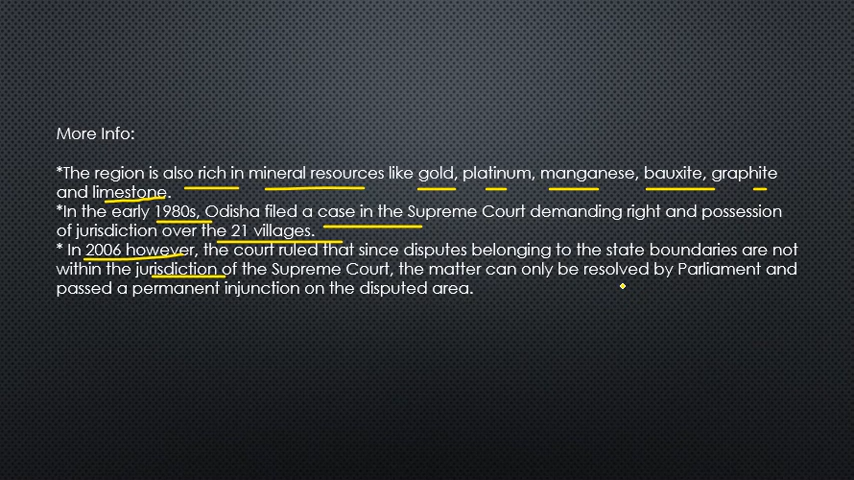 More Info:
*The region is also rich in mineral resources like gold, platinum, manganese, bauxite, graphite
and limestone.
*In the early 1980s, Odisha filed a case in the Supreme Court demanding right and possession
of jurisdiction over the 21 villages.
* In 2006 however, the court ruled that since disputes belonging to the state boundaries are not
within the jurisdiction of the Supreme Court, the matter can only be resolved by Parliament and
passed a permanent injunction on the disputed area.